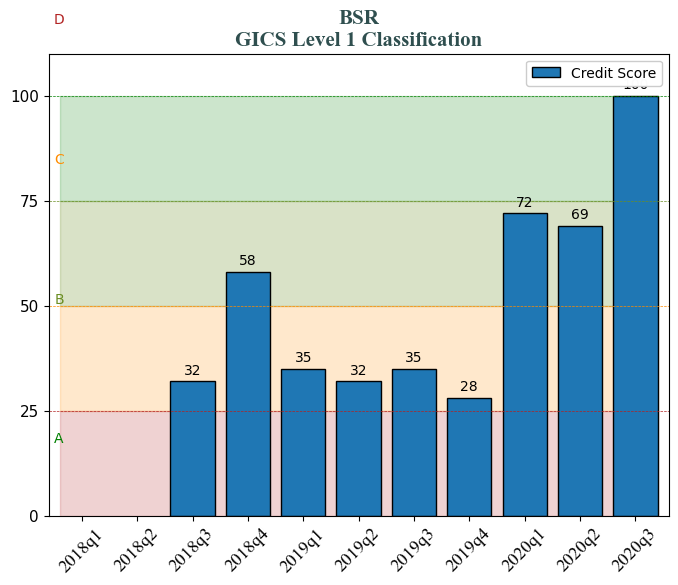 D
BSR
GICS Level 1 Classification
Credit Score
100
100
C
75
72
69
58
B
50
35
32
35
32
28
25
A
0
2018q1
2018q2
2018q3
2018q4
2019q1
2019q2
2019q3
2019q4
2020q1
2020q2
2020q3